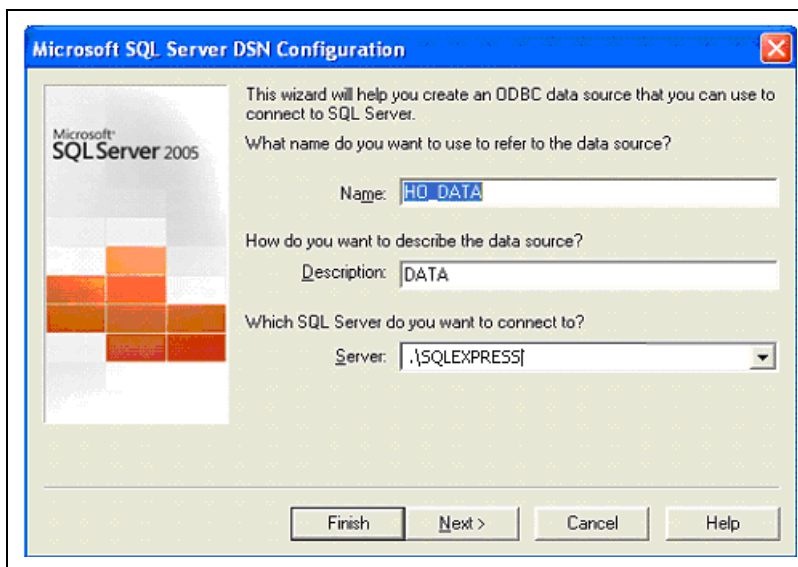 Microsoft SQL Server DSN Configuration
Microsoft
SQL Server 2005
This wizard will help you create an ODBC data source that you can use to
connect to SQL Server.
What name do you want to use to refer to the data source?
Name: HO_DATA
How do you want to describe the data source?
Description: DATA
Which SQL Server do you want to connect to?
Server: .\SQLEXPRESS
Finish
Next >
Cancel
Help